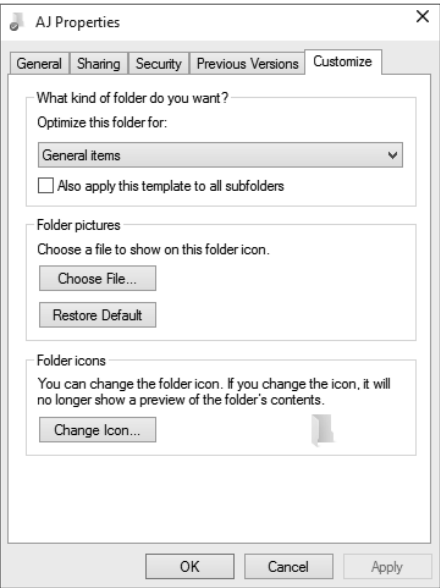 AJ Properties
General Sharing Security Previous Versions Customize
What kind of folder do you want?
Optimize this folder for:
General items
Also apply this template to all subfolders
Folder pictures
Choose a file to show on this folder icon.
Choose File...
Restore Default
Folder icons
You can change the folder icon. If you change the icon, it will
no longer show a preview of the folder's contents.
Change Icon...
OK Cancel Apply